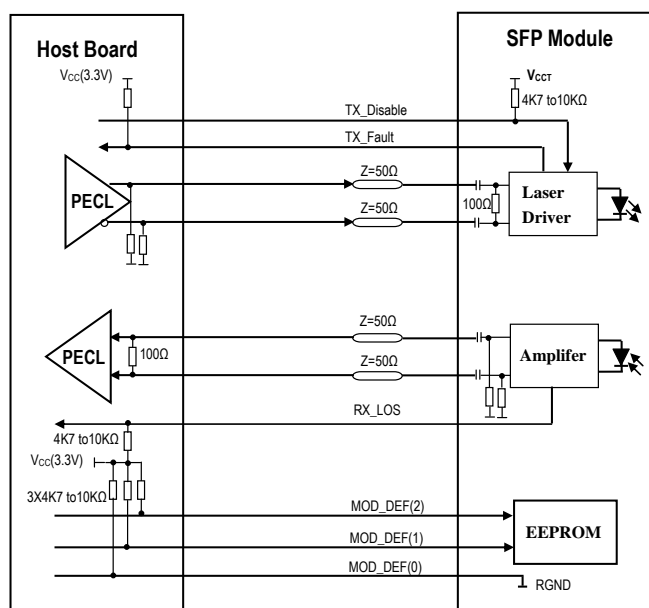 Host Board
SFP Module
VCC(3.3V)
VCCT
4K7 to10KΩ
TX_Disable
TX_Fault
Z=50Ω
PECL
100Ω
Laser
Driver
Z=50Ω
Z=50Ω
PECL
100Ω
Amplifer
Z=50Ω
RX_LOS
4K7 to10KΩ
VCC(3.3V)
3X4K7 to10KΩ
MOD_DEF(2)
EEPROM
MOD_DEF(1)
MOD_DEF(0)
RGND